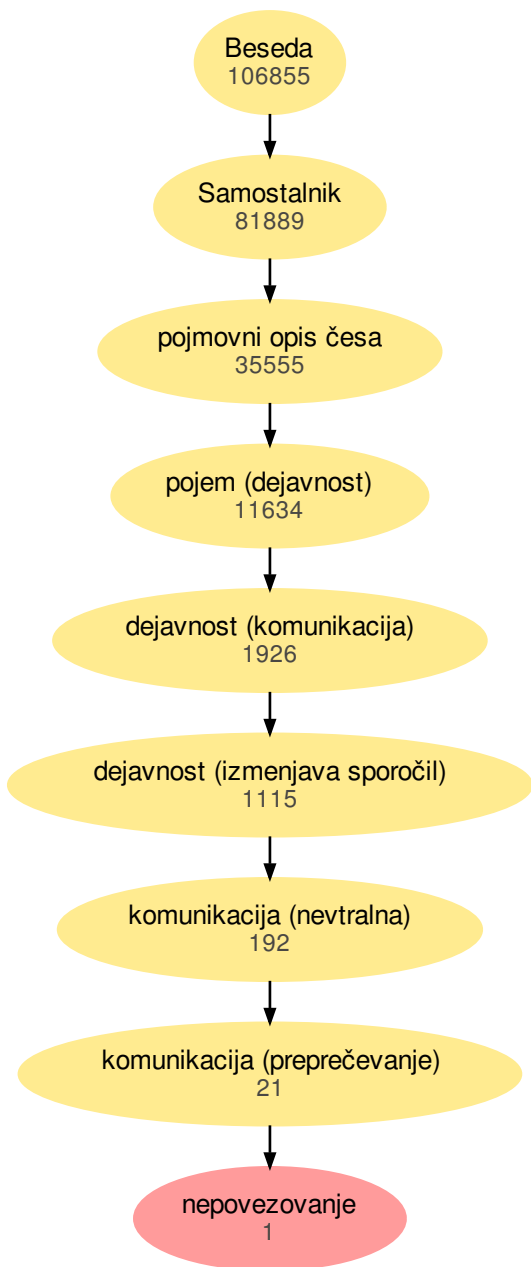 Beseda
106855
Samostalnik
81889
pojmovni opis česa
35555
pojem (dejavnost)
11634
dejavnost (komunikacija)
1926
dejavnost (izmenjava sporočil)
1115
komunikacija (nevtralna)
192
komunikacija (preprečevanje)
21
nepovezovanje
1